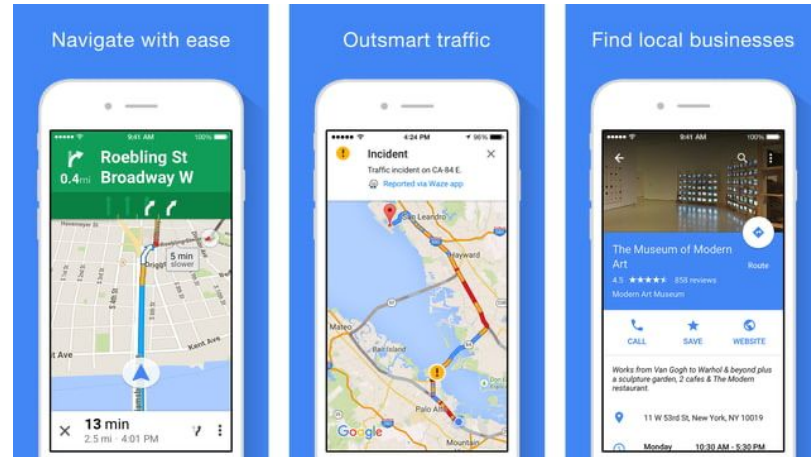 Navigate with ease
9:41 AM
100%
Roebling St
0.4mi Broadway W
5 min
slower
S 4th St
Kent Ave
t Ave
13 min
2.5 mi · 4:01 PM
Outsmart traffic
4:24 PM
96%
Incident
Traffic incident on CA-84 E.
Reported via Waze app
San Leandro
Hayward
Mateo
Bair Island
Palo Alto
Google
Mountain
Find local businesses
9:41 AM
100%
The Museum of Modern
Art
Route
4.5 858 reviews
Modern Art Museum
CALL SAVE WEBSITE
Works from Van Gogh to Warhol & beyond plus
a sculpture garden, 2 cafes & The Modern
restaurant.
11 W 53rd St, New York, NY 10019
Monday 10:30 AM - 5:30 PM